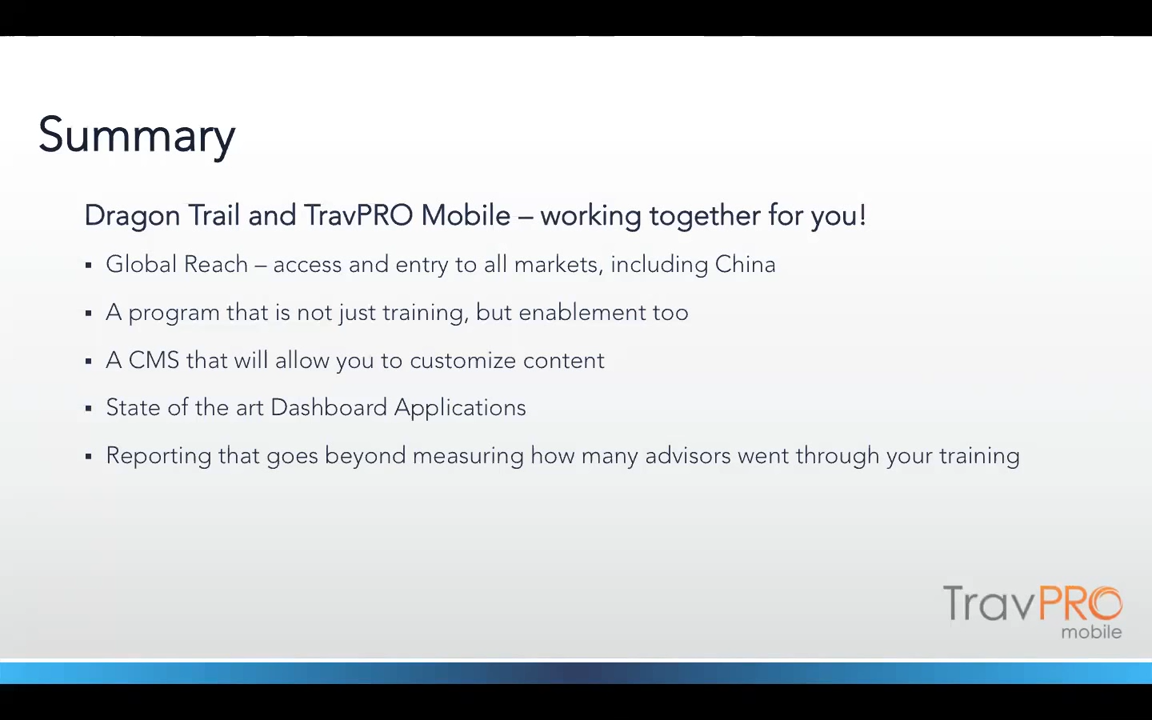 Summary
Dragon Trail and TravPRO Mobile – working together for you!
▪ Global Reach – access and entry to all markets, including China
▪ A program that is not just training, but enablement too
▪ A CMS that will allow you to customize content
▪ State of the art Dashboard Applications
▪ Reporting that goes beyond measuring how many advisors went through your training
TravPRO
mobile